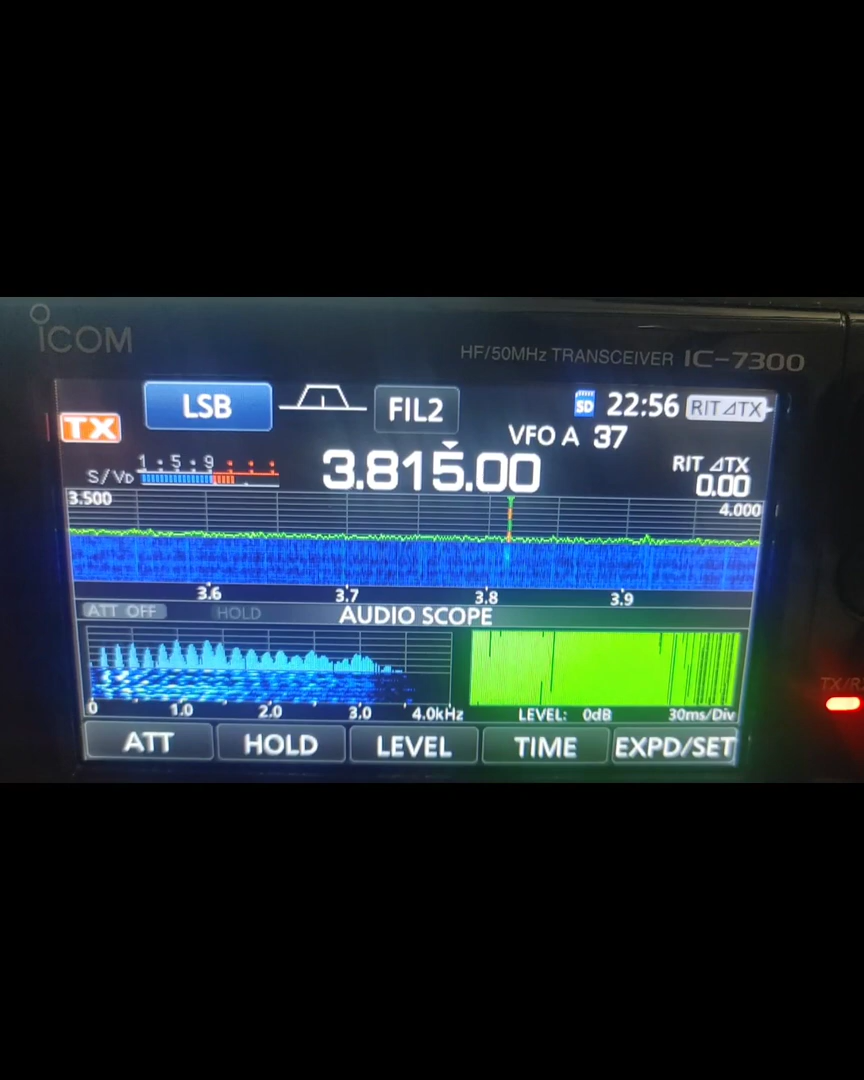 ICOM
HF/50MHz TRANSCEIVER IC-7300
LSB
FIL2
SD 22:56 RIT⊿TX
TX
VFO A 37
S/VD 1 · 5 · 9
3.815.00
RIT ⊿TX
0.00
3.500
4.000
3.6 3.7 3.8 3.9
ATT OFF HOLD AUDIO SCOPE
0 1.0 2.0 3.0 4.0kHz
LEVEL: 0dB 30ms/Div
ATT HOLD LEVEL TIME EXPD/SET